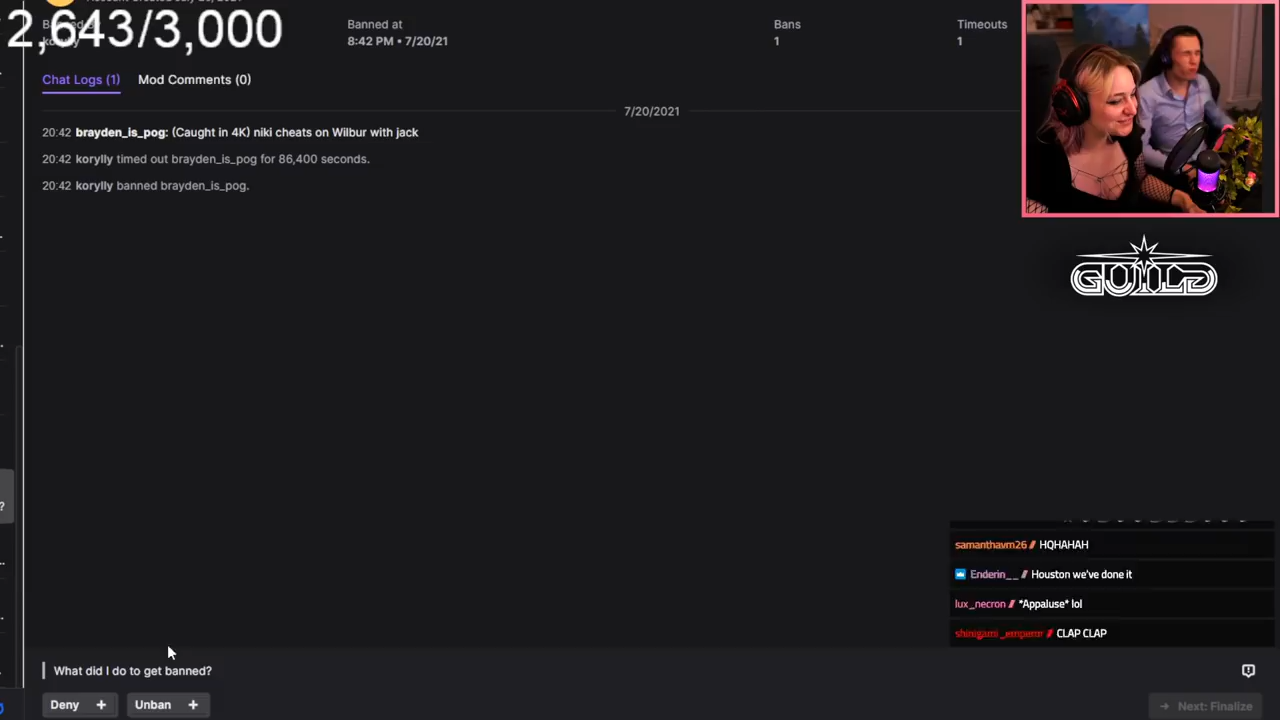 2,643/3,000
Banned at
8:42 PM • 7/20/21
Bans
1
Timeouts
1
Chat Logs (1)
Mod Comments (0)
7/20/2021
20:42 brayden_is_pog: (Caught in 4K) niki cheats on Wilbur with jack
20:42 korylly timed out brayden_is_pog for 86,400 seconds.
20:42 korylly banned brayden_is_pog.
GUILD
samanthavm26 // HQHAHAH
Enderin__ // Houston we've done it
lux_necron // *Appaluse* lol
shinigami_emperrr // CLAP CLAP
What did I do to get banned?
?
Deny +
Unban +
→ Next: Finalize